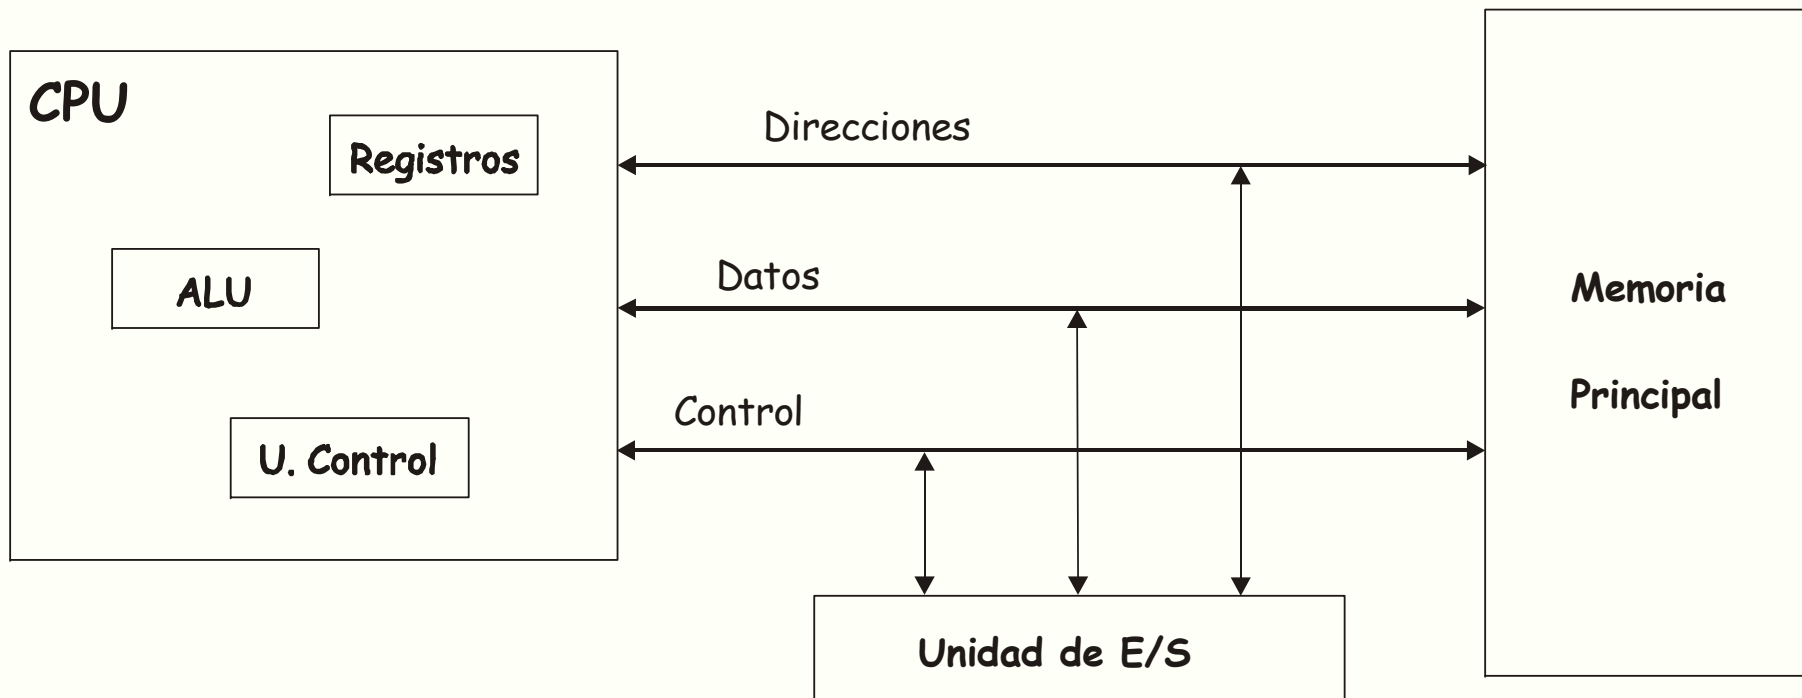 CPU
Registros
ALU
U. Control
Direcciones
Datos
Control
Memoria
Principal
Unidad de E/S